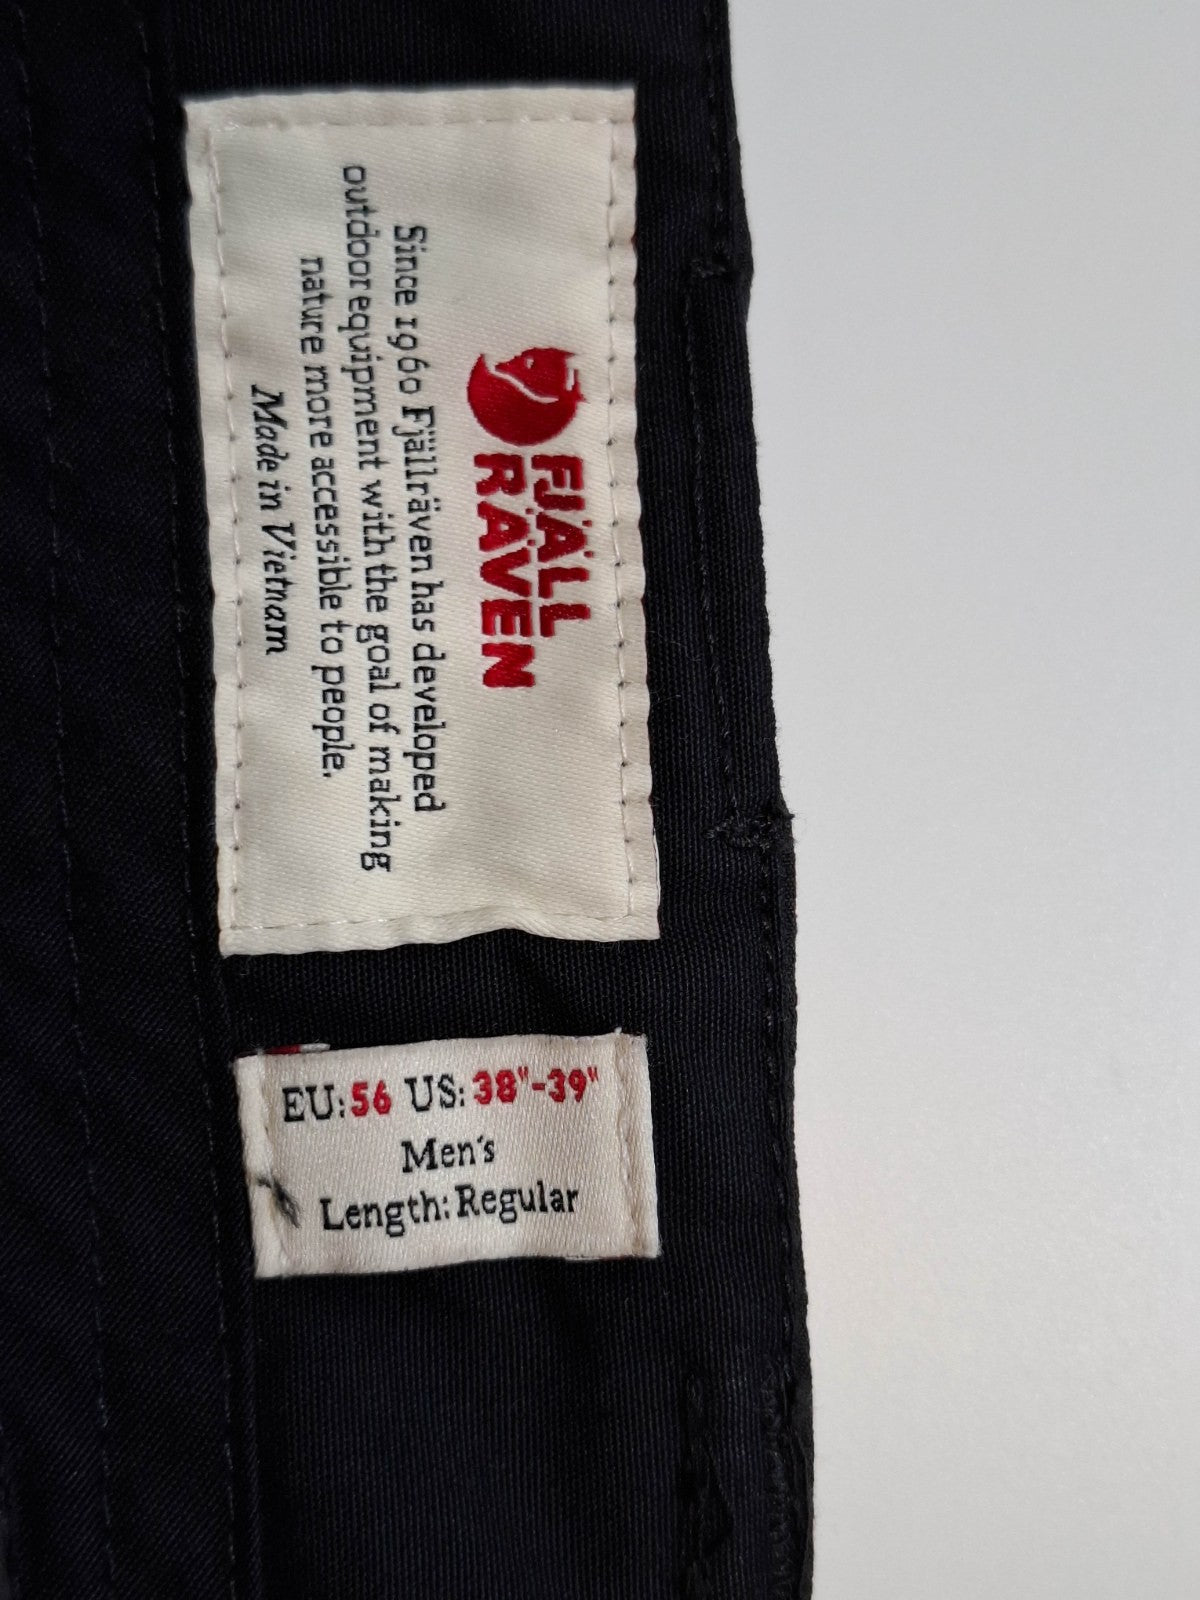 FJÄLL
RÄVEN
Since 1960 Fjällräven has developed
outdoor equipment with the goal of making
nature more accessible to people.
Made in Vietnam
EU:56 US:38"-39"
Men's
Length:Regular